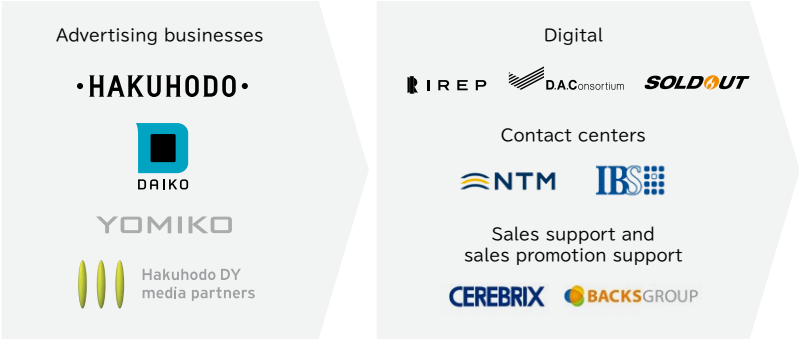 Advertising businesses
·HAKUHODO·
DAIKO
YOMIKO
Hakuhodo DY
media partners
Digital
IREP
D.A.Consortium
SOLDOUT
Contact centers
NTM
IBS
Sales support and
sales promotion support
CEREBRIX
BACKSGROUP